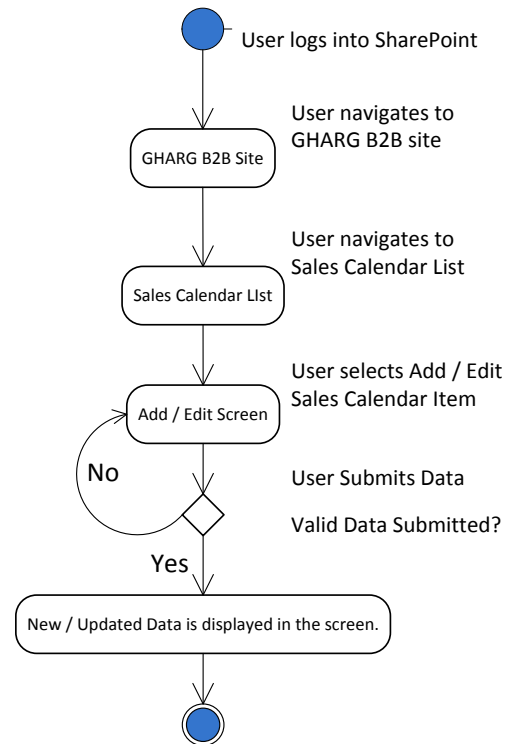 User logs into SharePoint
User navigates to
GHARG B2B site
GHARG B2B Site
User navigates to
Sales Calendar List
Sales Calendar LIst
User selects Add / Edit
Sales Calendar Item
Add / Edit Screen
No
User Submits Data
Valid Data Submitted?
Yes
New / Updated Data is displayed in the screen.